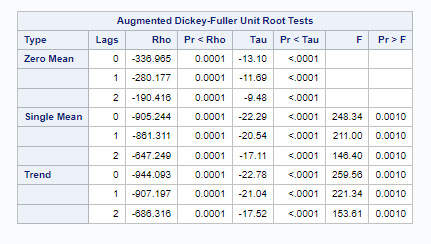 Augmented Dickey-Fuller Unit Root Tests
Type Lags Rho Pr < Rho Tau Pr < Tau F Pr > F
Zero Mean 0 -336.965 0.0001 -13.10 <.0001
1 -280.177 0.0001 -11.69 <.0001
2 -190.416 0.0001 -9.48 <.0001
Single Mean 0 -905.244 0.0001 -22.29 <.0001 248.34 0.0010
1 -861.311 0.0001 -20.54 <.0001 211.00 0.0010
2 -647.249 0.0001 -17.11 <.0001 146.40 0.0010
Trend 0 -944.093 0.0001 -22.78 <.0001 259.56 0.0010
1 -907.197 0.0001 -21.04 <.0001 221.34 0.0010
2 -686.316 0.0001 -17.52 <.0001 153.61 0.0010